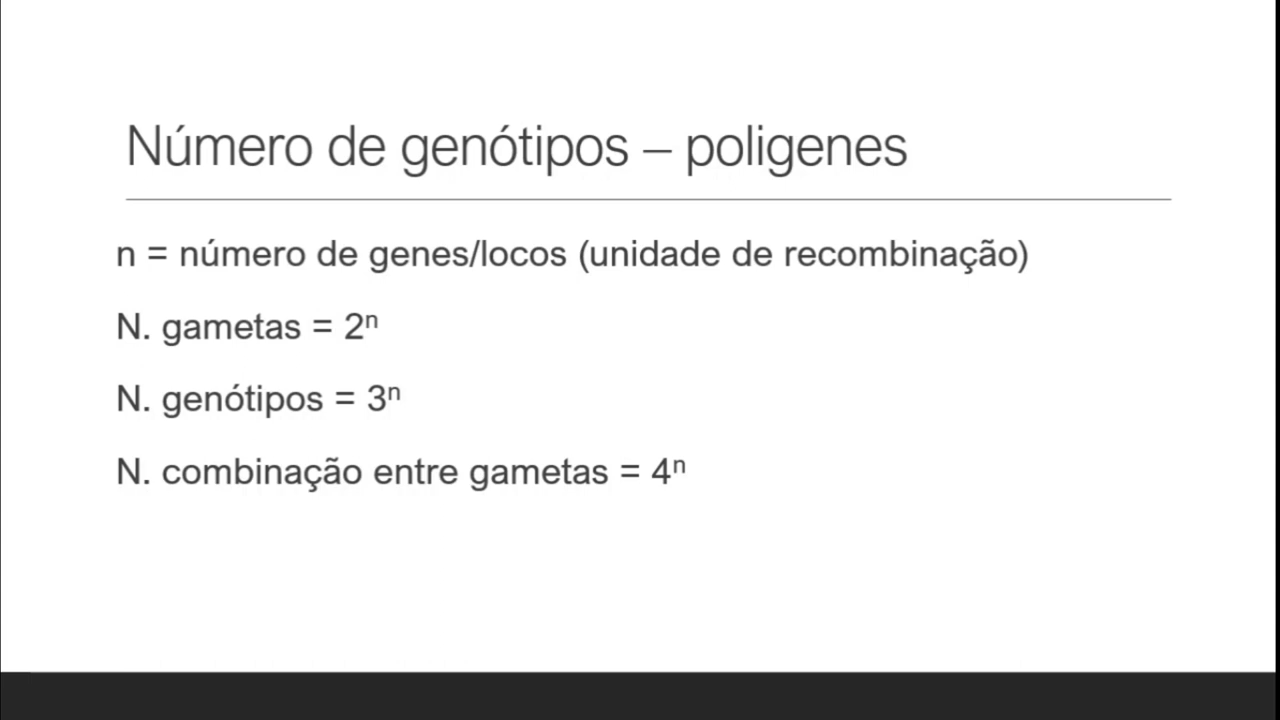 Número de genótipos – poligenes
n = número de genes/locos (unidade de recombinação)
N. gametas = 2ⁿ
N. genótipos = 3ⁿ
N. combinação entre gametas = 4ⁿ